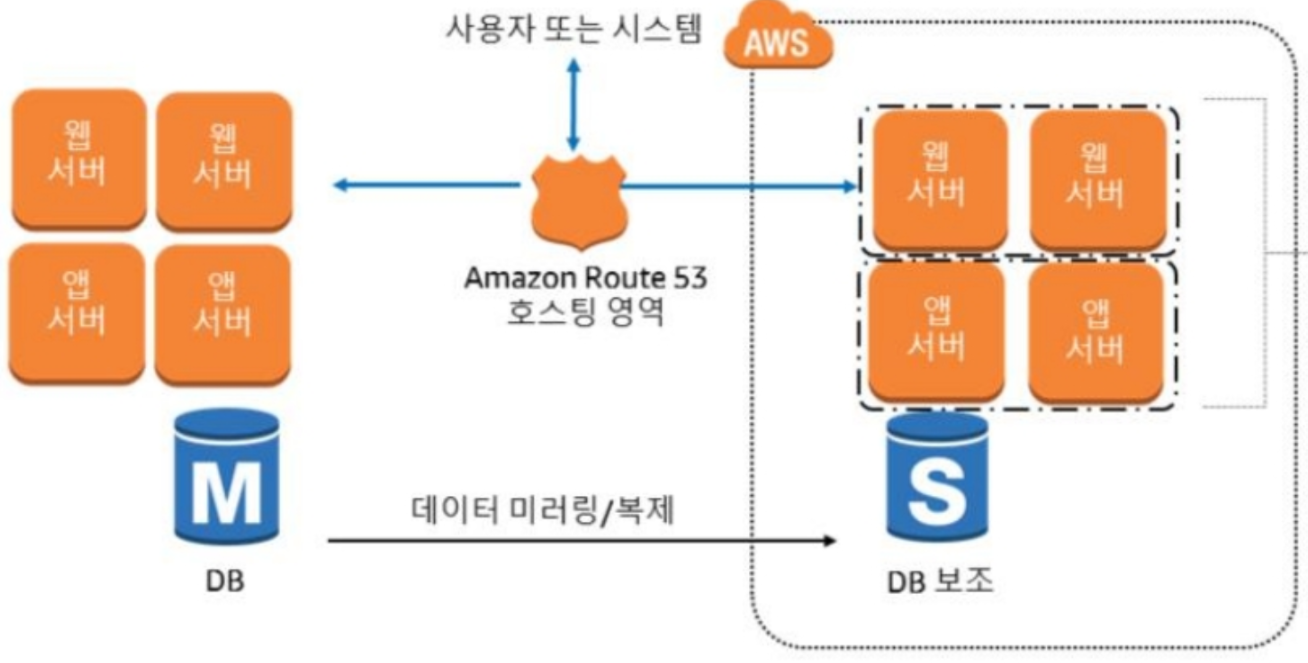 사용자 또는 시스템
AWS
웹
서버
웹
서버
앱
서버
앱
서버
Amazon Route 53
호스팅 영역
웹
서버
웹
서버
앱
서버
앱
서버
M
DB
데이터 미러링/복제
S
DB 보조